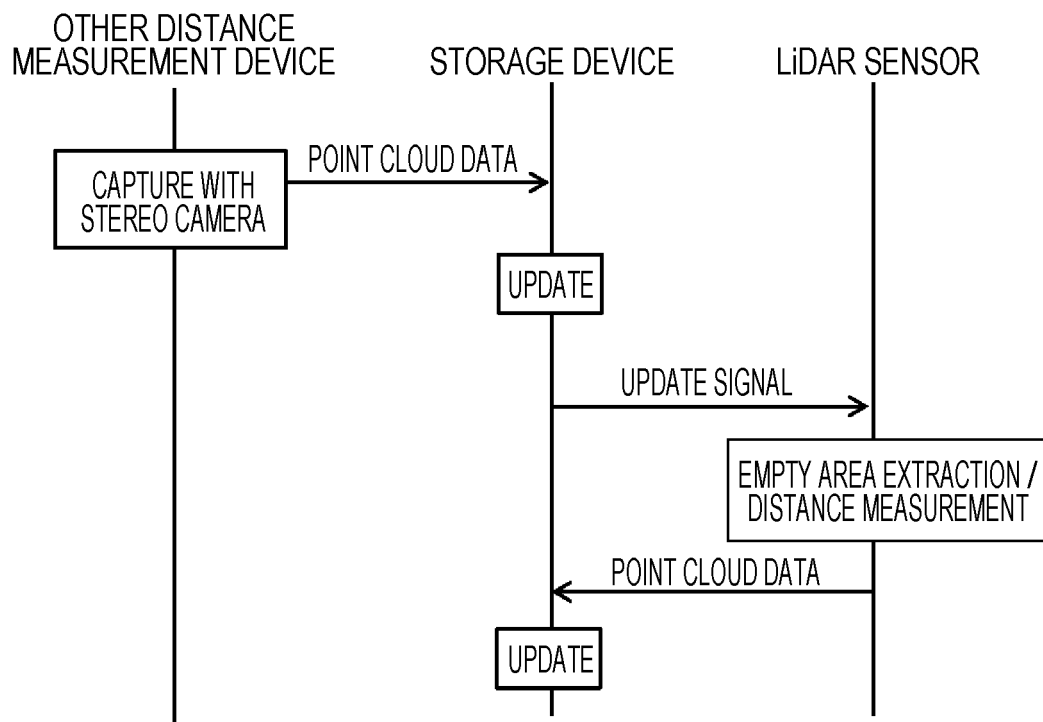 OTHER DISTANCE
MEASUREMENT DEVICE
STORAGE DEVICE
LiDAR SENSOR
CAPTURE WITH
STEREO CAMERA
POINT CLOUD DATA
UPDATE
UPDATE SIGNAL
EMPTY AREA EXTRACTION /
DISTANCE MEASUREMENT
POINT CLOUD DATA
UPDATE